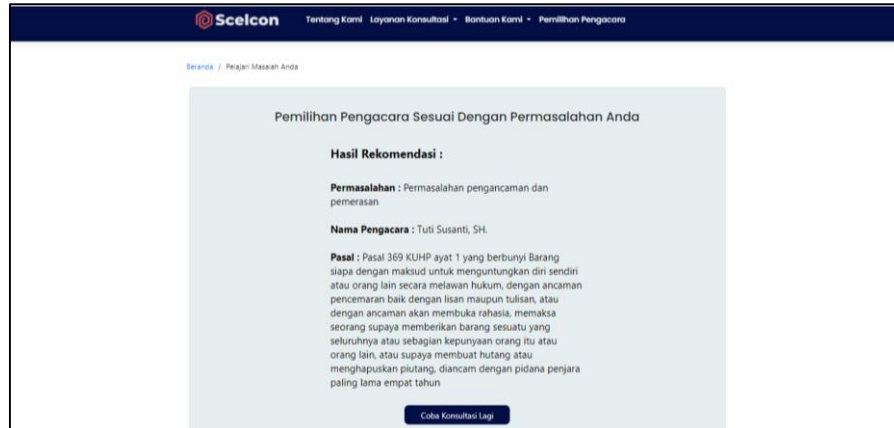 Scelcon Tentang Kami Layanan Konsultasi Bantuan Kami Pemilihan Pengacara
Beranda / Pelajari Masalah Anda
Pemilihan Pengacara Sesuai Dengan Permasalahan Anda
Hasil Rekomendasi :
Permasalahan : Permasalahan pengancaman dan
pemerasan
Nama Pengacara : Tuti Susanti, SH.
Pasal : Pasal 369 KUHP ayat 1 yang berbunyi Barang
siapa dengan maksud untuk menguntungkan diri sendiri
atau orang lain secara melawan hukum, dengan ancaman
pencemaran baik dengan lisan maupun tulisan, atau
dengan ancaman akan membuka rahasia, memaksa
seorang supaya memberikan barang sesuatu yang
seluruhnya atau sebagian kepunyaan orang itu atau
orang lain, atau supaya membuat hutang atau
menghapuskan piutang, diancam dengan pidana penjara
paling lama empat tahun
Coba Konsultasi Lagi